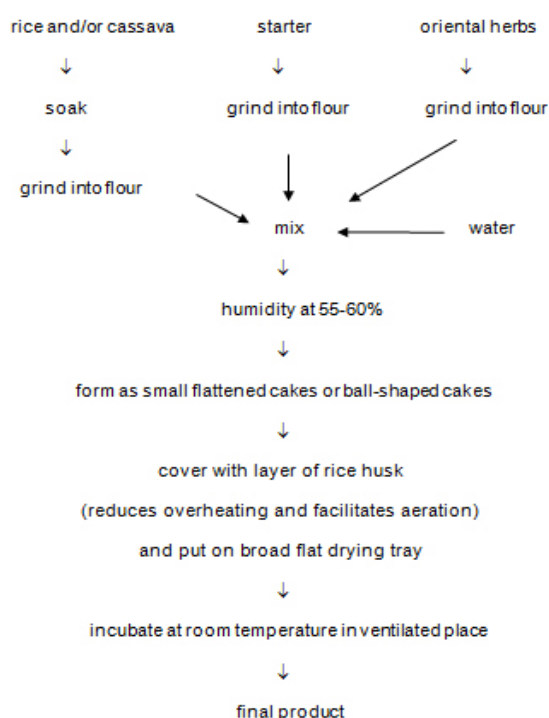 rice and/or cassava
starter
oriental herbs
soak
grind into flour
grind into flour
grind into flour
mix
water
humidity at 55-60%
form as small flattened cakes or ball-shaped cakes
cover with layer of rice husk
(reduces overheating and facilitates aeration)
and put on broad flat drying tray
incubate at room temperature in ventilated place
final product